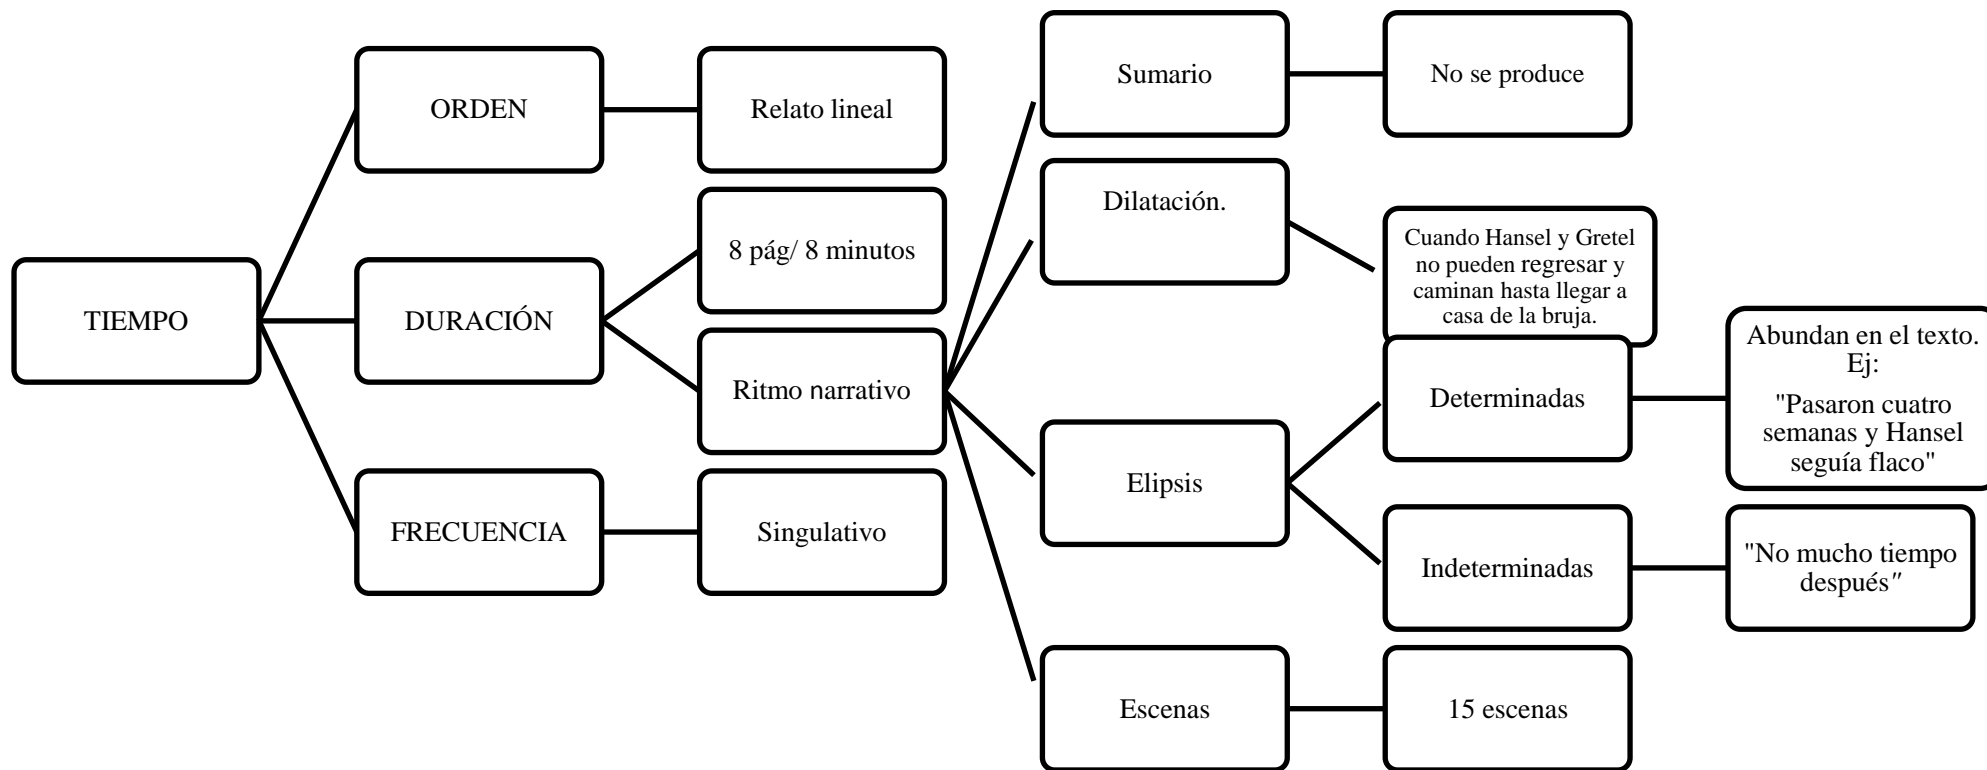 TIEMPO
ORDEN
Relato lineal
DURACIÓN
8 pág/ 8 minutos
Ritmo narrativo
Sumario
No se produce
Dilatación.
Cuando Hansel y Gretel
no pueden regresar y
caminan hasta llegar a
casa de la bruja.
Elipsis
Determinadas
Abundan en el texto.
Ej:
"Pasaron cuatro
semanas y Hansel
seguía flaco"
Indeterminadas
"No mucho tiempo
después"
Escenas
15 escenas
FRECUENCIA
Singulativo